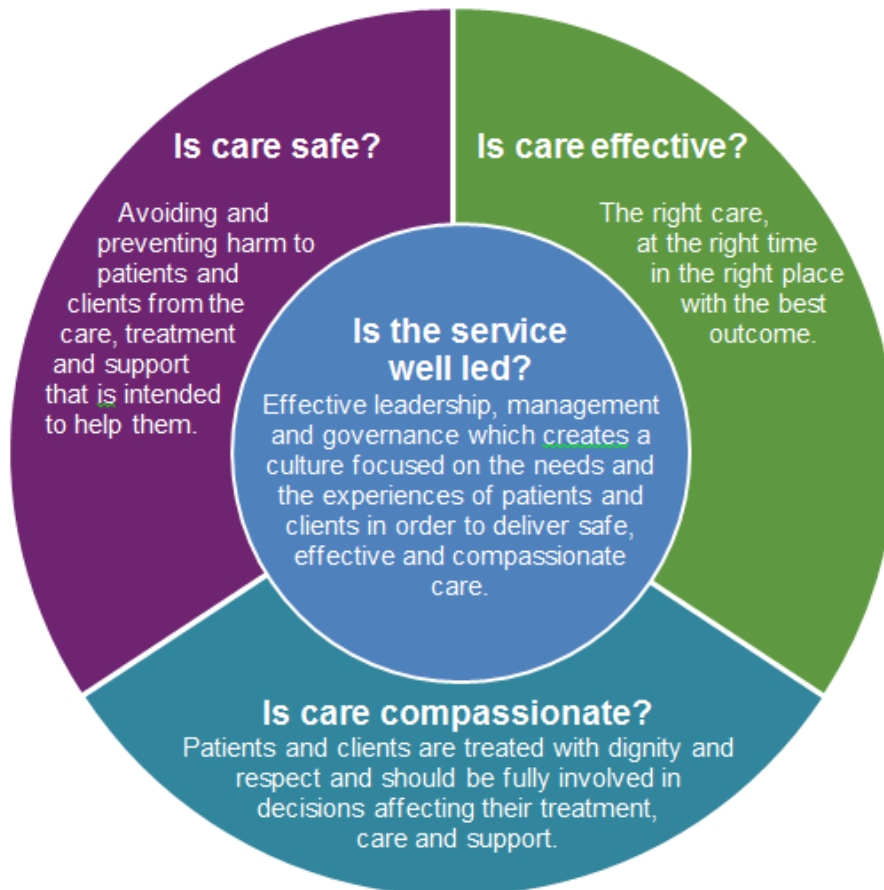 Is care safe?
Avoiding and
preventing harm to
patients and
clients from the
care, treatment
and support
that is intended
to help them.
Is care effective?
The right care,
at the right time
in the right place
with the best
outcome.
Is the service
well led?
Effective leadership, management
and governance which creates a
culture focused on the needs and
the experiences of patients and
clients in order to deliver safe,
effective and compassionate
care.
Is care compassionate?
Patients and clients are treated with dignity and
respect and should be fully involved in
decisions affecting their treatment,
care and support.